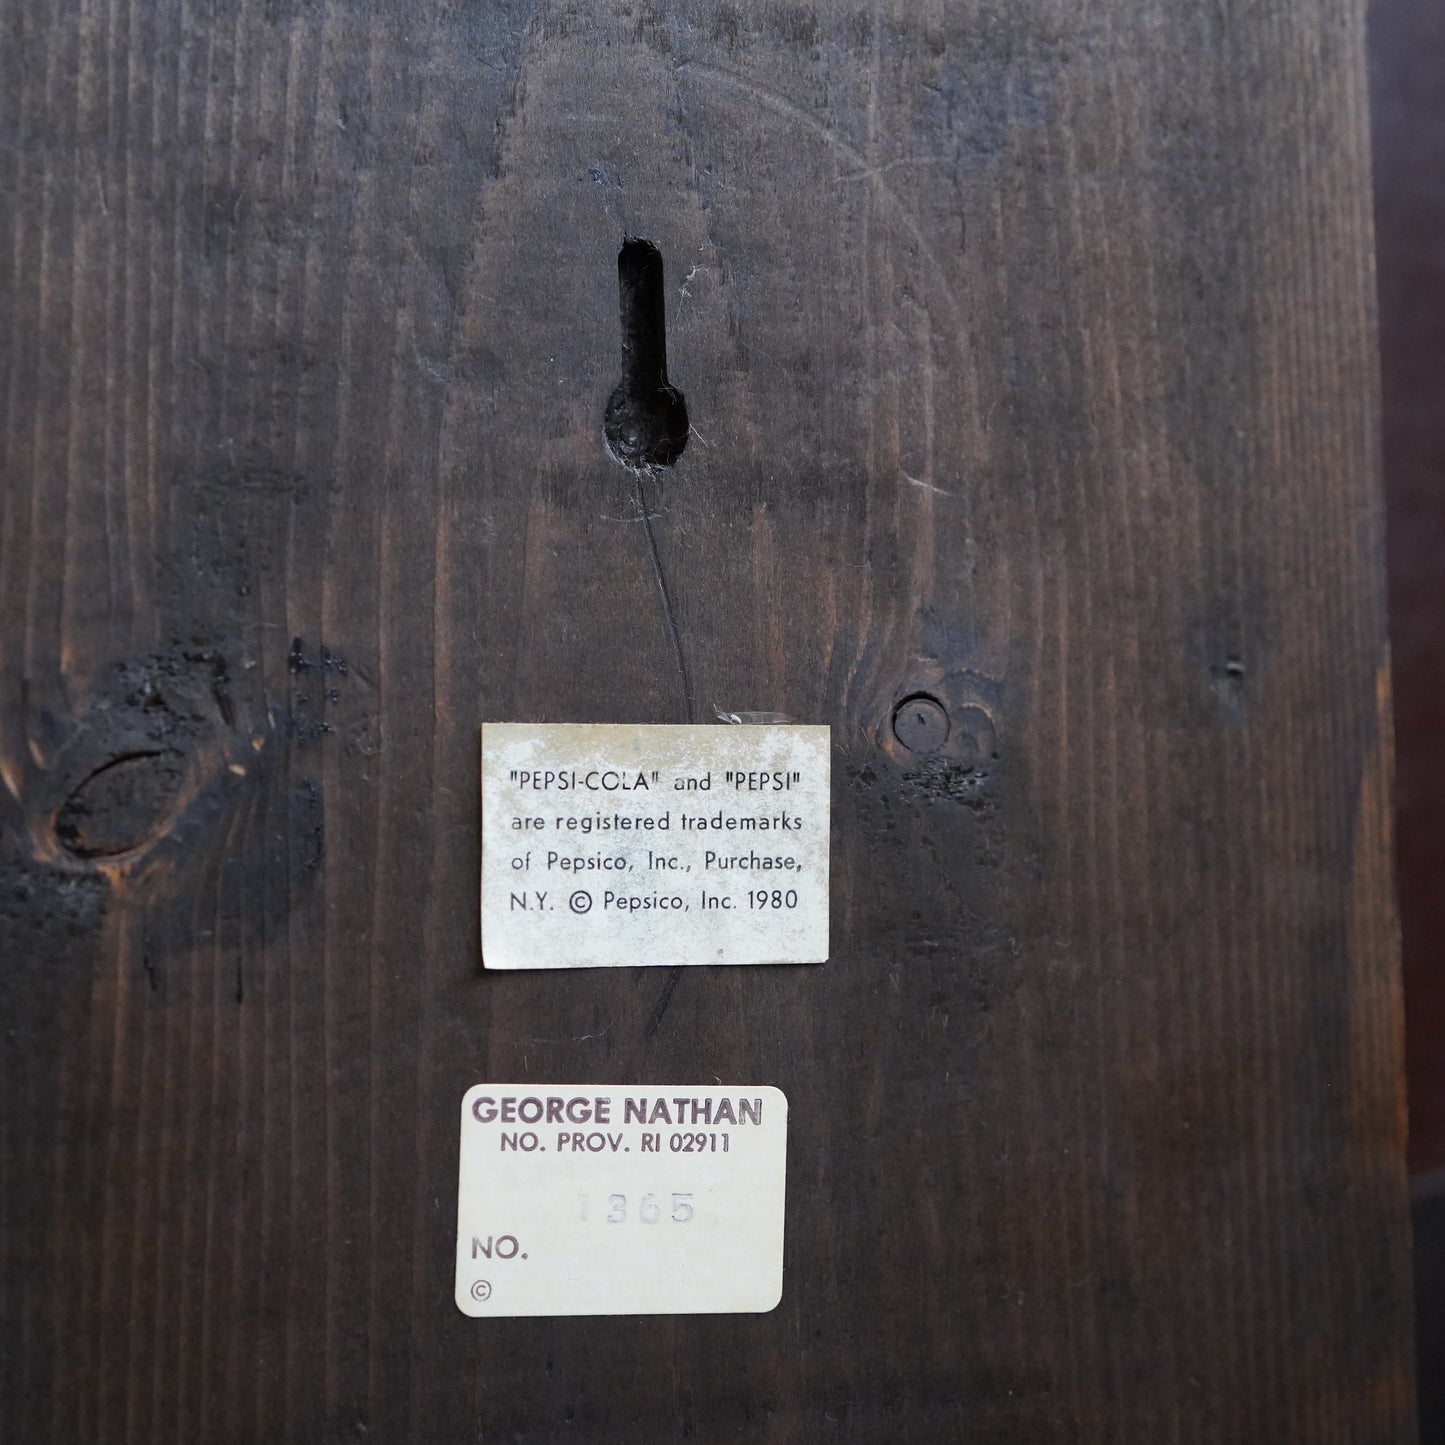 "PEPSI-COLA" and "PEPSI"
are registered trademarks
of Pepsico, Inc., Purchase,
N.Y. © Pepsico, Inc. 1980
GEORGE NATHAN
NO. PROV. RI 02911
1365
NO.
©